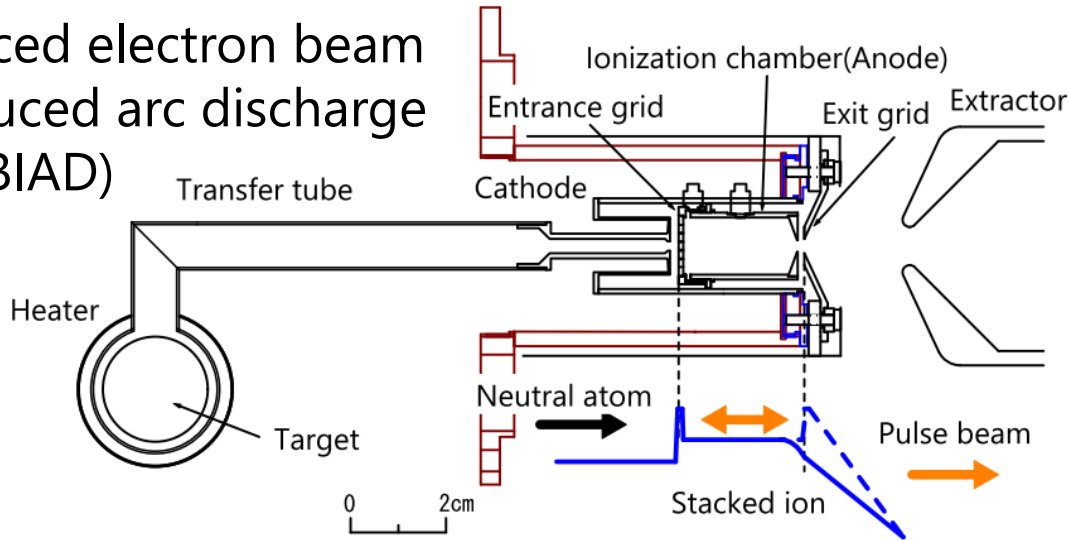 ced electron beam
uced arc discharge
BIAD)
Ionization chamber(Anode)
Entrance grid
Exit grid
Extractor
Transfer tube
Cathode
Heater
Target
Neutral atom
Pulse beam
Stacked ion
0 2cm